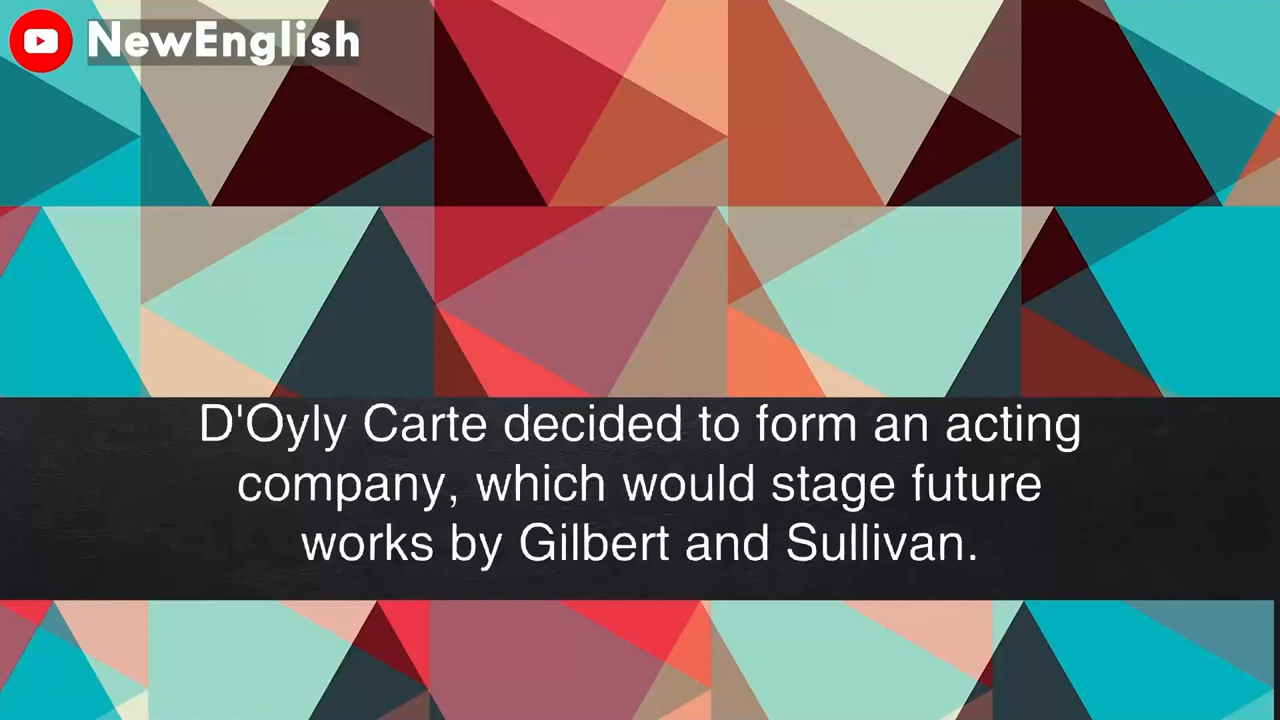 NewEnglish
D'Oyly Carte decided to form an acting
company, which would stage future
works by Gilbert and Sullivan.